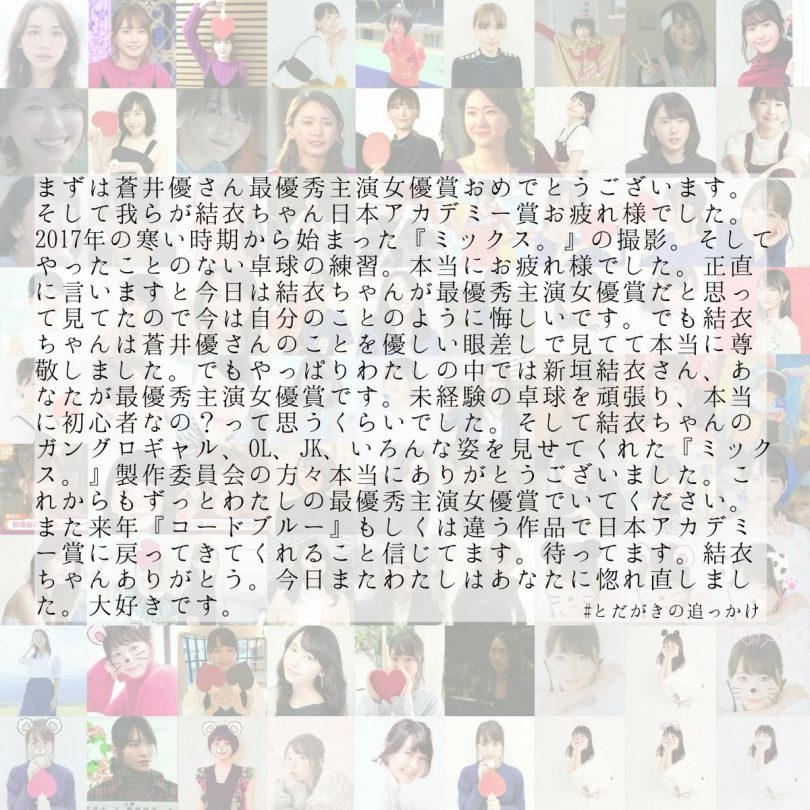 まずは蒼井優さん最優秀主演女優賞おめでとうございます。
そして我らが結衣ちゃん日本アカデミー賞お疲れ様でした。
2017年の寒い時期から始まった『ミックス。』の撮影。そして
やったことのない卓球の練習。本当にお疲れ様でした。正直
に言いますと今日は結衣ちゃんが最優秀主演女優賞だと思っ
て見てたので今は自分のことのように悔しいです。でも結衣
ちゃんは蒼井優さんのことを優しい眼差しで見てて本当に尊
敬しました。でもやっぱりわたしの中では新垣結衣さん、あ
なたが最優秀主演女優賞です。未経験の卓球を頑張り、本当
に初心者なの？って思うくらいでした。そして結衣ちゃんの
ガングロギャル、OL、JK、いろんな姿を見せてくれた『ミック
ス。』製作委員会の方々本当にありがとうございました。こ
れからもずっとわたしの最優秀主演女優賞でいてください。
また来年『コードブルー』もしくは違う作品で日本アカデミ
ー賞に戻ってきてくれること信じてます。待ってます。結衣
ちゃんありがとう。今日またわたしはあなたに惚れ直しまし
た。大好きです。
#とだがきの追っかけ